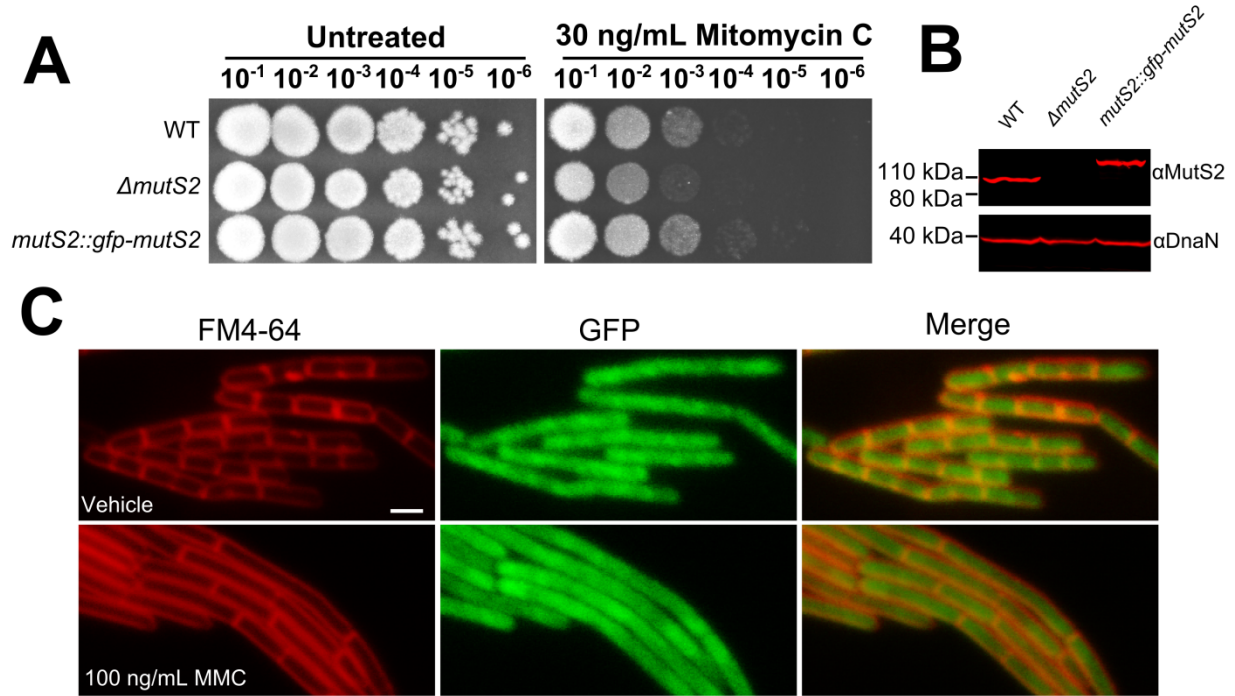 A
Untreated
30 ng/mL Mitomycin C
10-1 10-2 10-3 10-4 10-5 10-6
10-1 10-2 10-3 10-4 10-5 10-6
WT
ΔmutS2
mutS2::gfp-mutS2
B
WT
ΔmutS2
mutS2::gfp-mutS2
110 kDa
80 kDa
αMutS2
40 kDa
αDnaN
C
FM4-64
GFP
Merge
Vehicle
100 ng/mL MMC